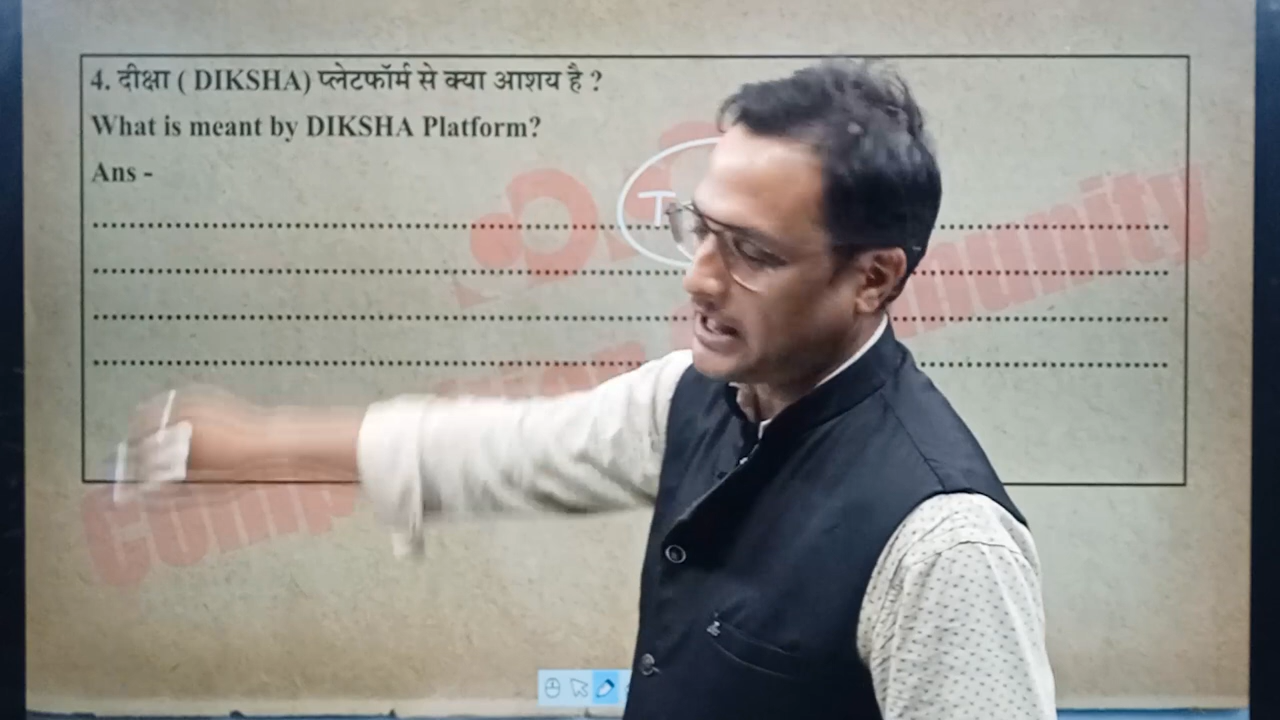 4. दीक्षा ( DIKSHA) प्लेटफॉर्म से क्या आशय है ?
What is meant by DIKSHA Platform?
Ans -